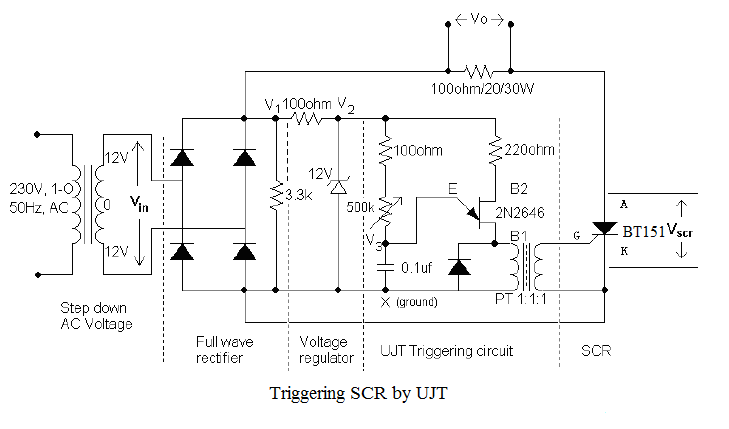 Vo
100ohm/20/30W
V1 100ohm V2
12V
100ohm
220ohm
230V, 1-O
50Hz, AC
Vin
0
12V
3.3k
12V
500k
E
B2
2N2646
A
V3
B1
G
BT151 Vscr
K
0.1uf
X (ground)
PT 1:1:1
Step down
AC Voltage
Full wave
rectifier
Voltage
regulator
UJT Triggering circuit
SCR
Triggering SCR by UJT